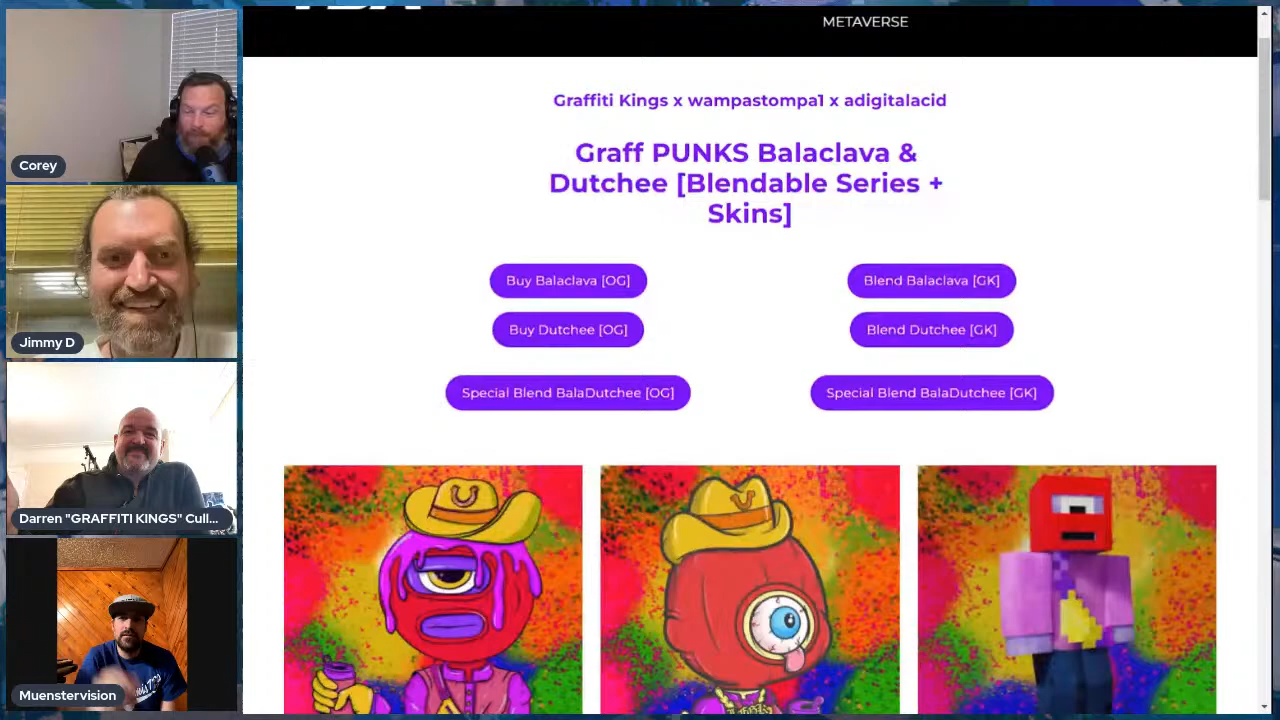 METAVERSE
Graffiti Kings x wampastompa1 x adigitalacid
Graff PUNKS Balaclava &
Dutchee [Blendable Series +
Skins]
Buy Balaclava [OG]
Blend Balaclava [GK]
Buy Dutchee [OG]
Blend Dutchee [GK]
Special Blend BalaDutchee [OG]
Special Blend BalaDutchee [GK]
Corey
Jimmy D
Darren "GRAFFITI KINGS" Cull...
Muenstervision